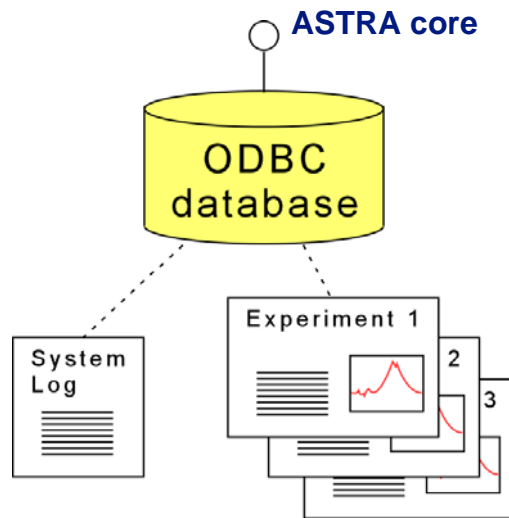 ASTRA core
ODBC
database
Experiment 1
System
Log
2
3